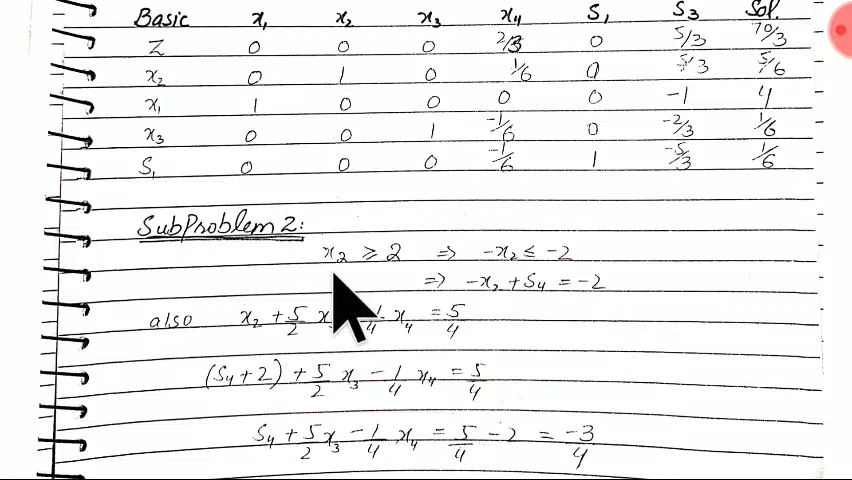 Basic x₁ x₂ x₃ x₄ S₁ S₃ Sol.
Z 0 0 0 2/3 0 5/3 70/3
x₂ 0 1 0 1/6 0 5/3 5/6
x₁ 1 0 0 0 0 -1 4
x₃ 0 0 1 -1/6 0 -2/3 1/6
S₁ 0 0 0 -1/6 1 -5/3 1/6
SubProblem 2:
x₂ ≥ 2 ⇒ -x₂ ≤ -2
⇒ -x₂ + S₄ = -2
also x₂ + 5/2 x 1/4 x₄ = 5/4
(S₄ + 2) + 5/2 x₃ - 1/4 x₄ = 5/4
S₄ + 5/2 x₃ - 1/4 x₄ = 5/4 - 2 = -3/4